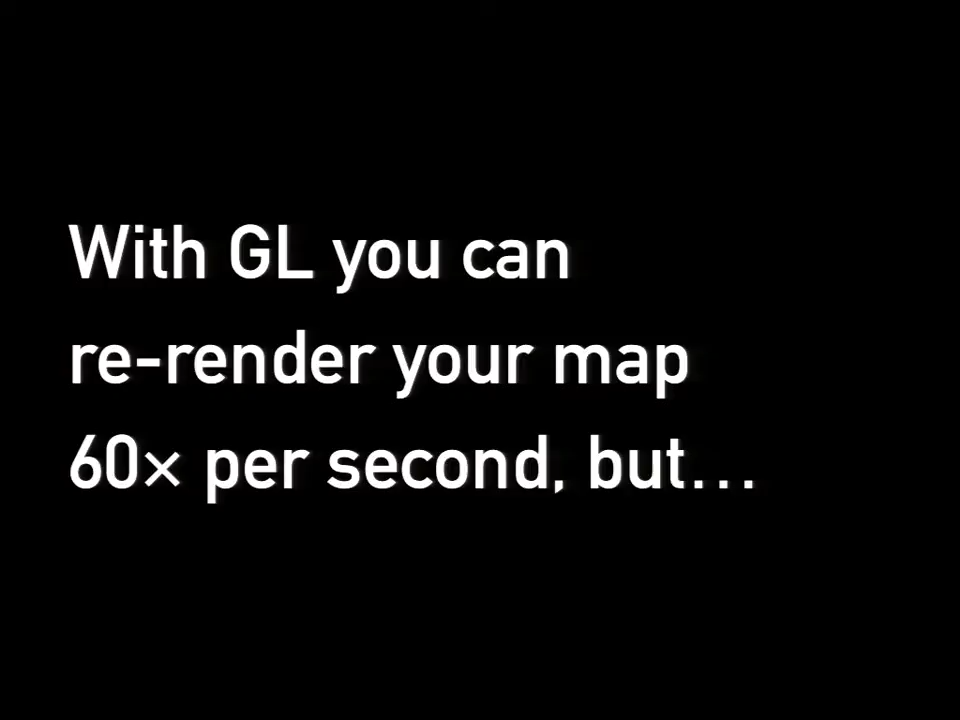 With GL you can
re-render your map
60× per second, but…